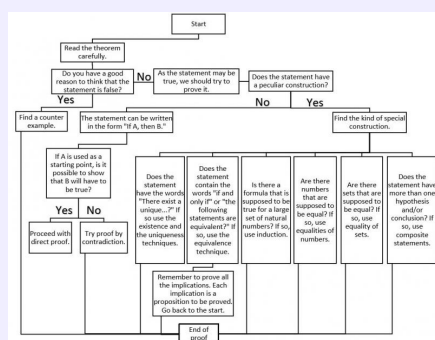 Start
Read the theorem
carefully.
Do you have a good
reason to think that the
statement is false?
No
As the statement may be
true, we should try to
prove it.
Does the statement have
a peculiar construction?
Yes
No
Yes
Find a counter
example.
The statement can be written
in the form "If A, then B."
Find the kind of special
construction.
If A is used as a
starting point, is it
possible to show
that B will have to
be true?
Yes
No
Proceed with
direct proof.
Try proof by
contradiction.
Does the
statement
have the words
"There exist a
unique...?" If
so use the
existence and
the uniqueness
techniques.
Does the
statement
contain the
words "if and
only if" or "the
following
statements are
equivalent?" If
so, use the
equivalence
technique.
Is there a
formula that is
supposed to be
true for a large
set of natural
numbers? If so,
use induction.
Are there
numbers that
are supposed
to be equal? If
so, use
equalities of
numbers.
Are there
sets that are
supposed to
be equal? If
so, use
equality of
sets.
Does the
statement have
more than one
hypothesis
and/or
conclusion? If
so, use
composite
statements.
Remember to prove all
the implications. Each
implication is a
proposition to be proved.
Go back to the start.
End of
proof